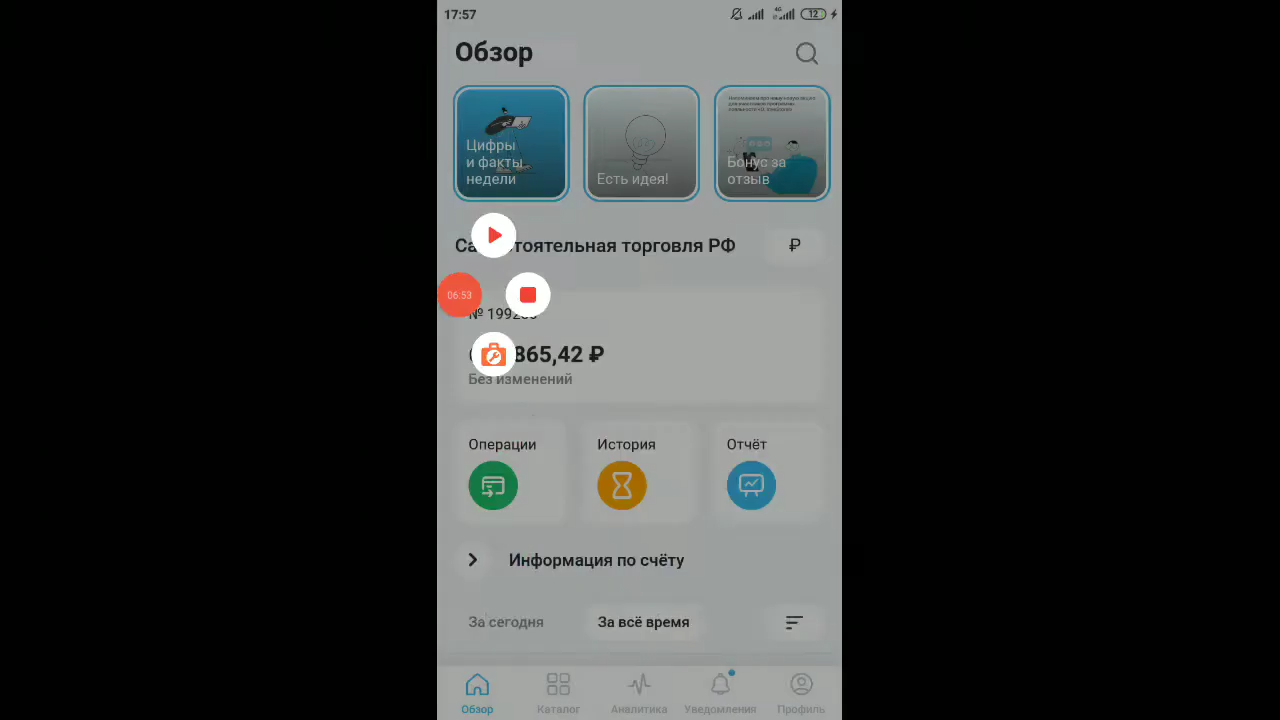 17:57
4G
12
Обзор
Цифры
и факты
недели
Есть идея!
Бонус за
отзыв
тоятельная торговля РФ
₽
06:53
№ 199
865,42 ₽
Без изменений
Операции
История
Отчёт
Информация по счёту
За сегодня
За всё время
Обзор
Каталог
Аналитика
Уведомления
Профиль